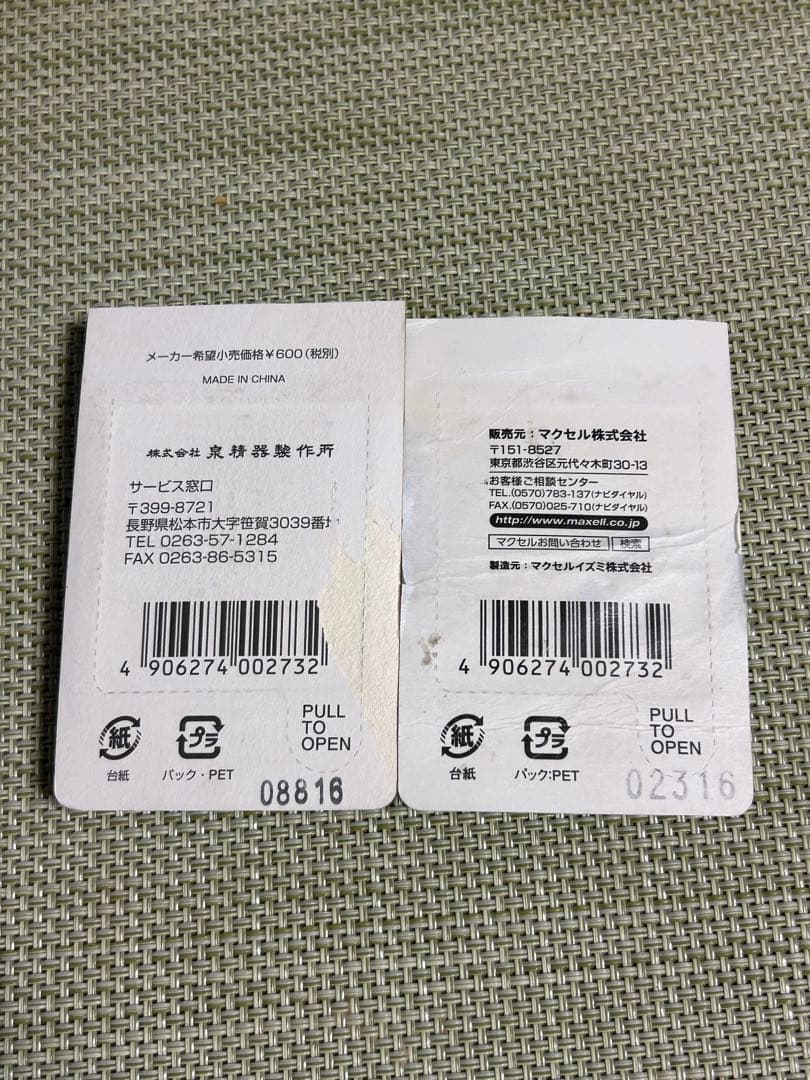 メーカー希望小売価格¥600(税別)
MADE IN CHINA
株式会社 泉精器製作所
サービス窓口
〒399-8721
長野県松本市大字笹賀3039番地
TEL 0263-57-1284
FAX 0263-86-5315
4 906274 002732
PULL
TO
OPEN
紙
プラ
台紙
パック・PET
08816
販売元：マクセル株式会社
〒151-8527
東京都渋谷区元代々木町30-13
お客様ご相談センター
TEL.(0570)783-137(ナビダイヤル)
FAX.(0570)025-710(ナビダイヤル)
http://www.maxell.co.jp
マクセルお問い合わせ 検索
製造元：マクセルイズミ株式会社
4 906274 002732
PULL
TO
OPEN
紙
プラ
台紙
パック:PET
02316